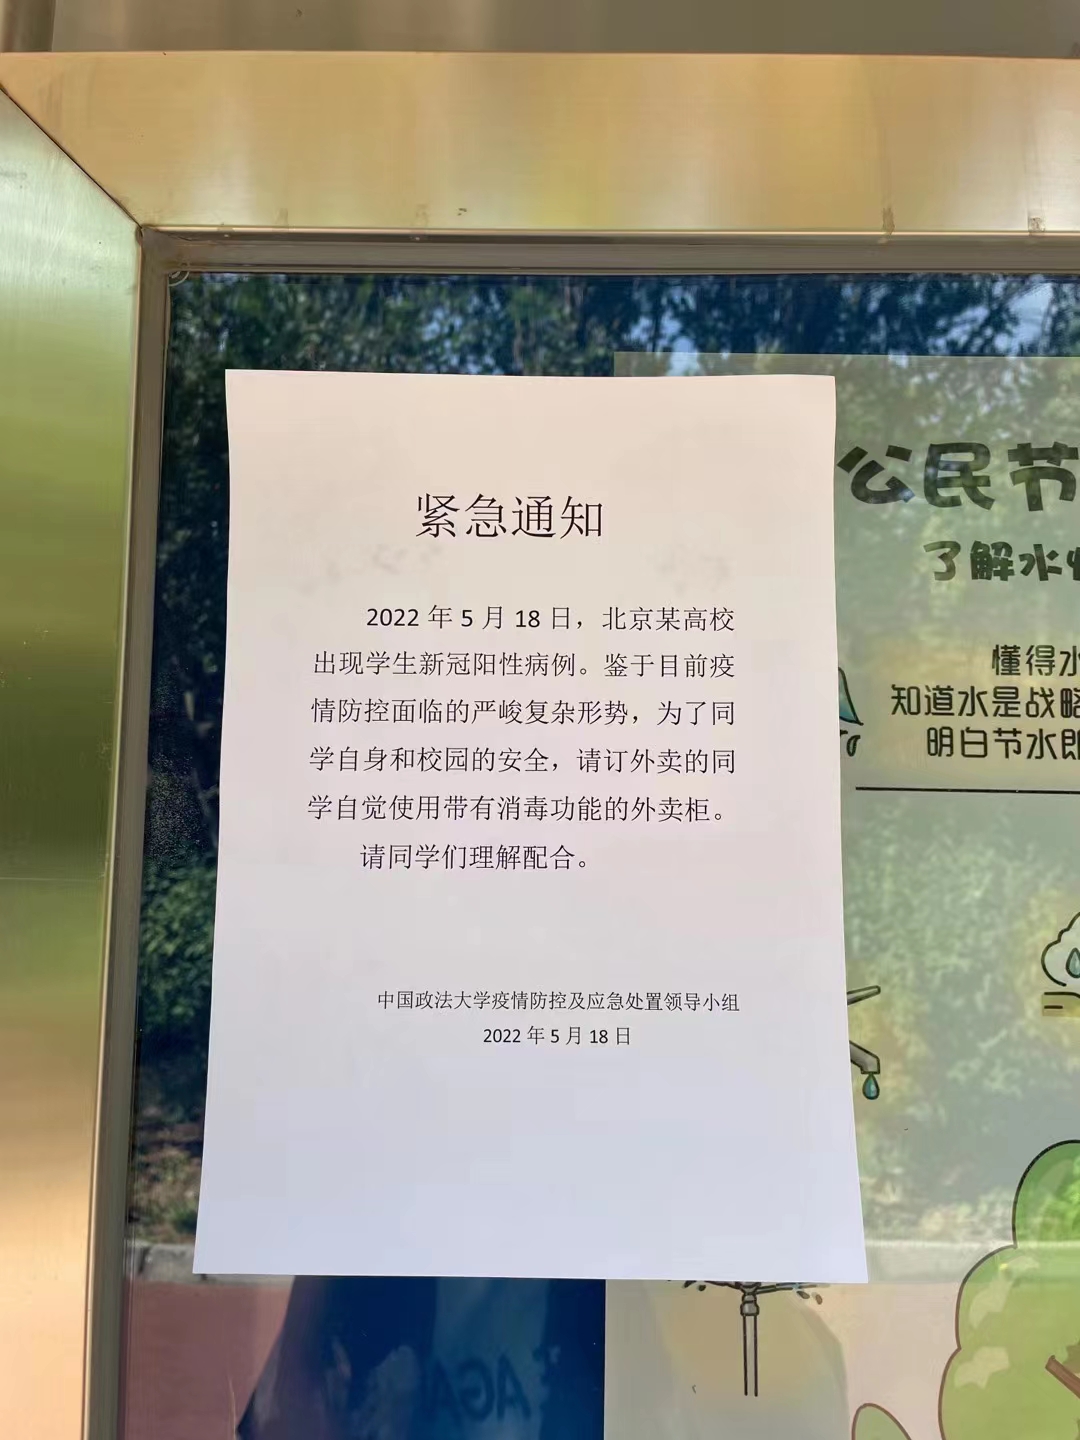 紧急通知
2022 年 5 月 18 日，北京某高校
出现学生新冠阳性病例。鉴于目前疫
情防控面临的严峻复杂形势，为了同
学自身和校园的安全，请订外卖的同
学自觉使用带有消毒功能的外卖柜。
请同学们理解配合。
中国政法大学疫情防控及应急处置领导小组
2022 年 5 月 18 日
公民节
了解水
懂得水
知道水是战略
明白节水即